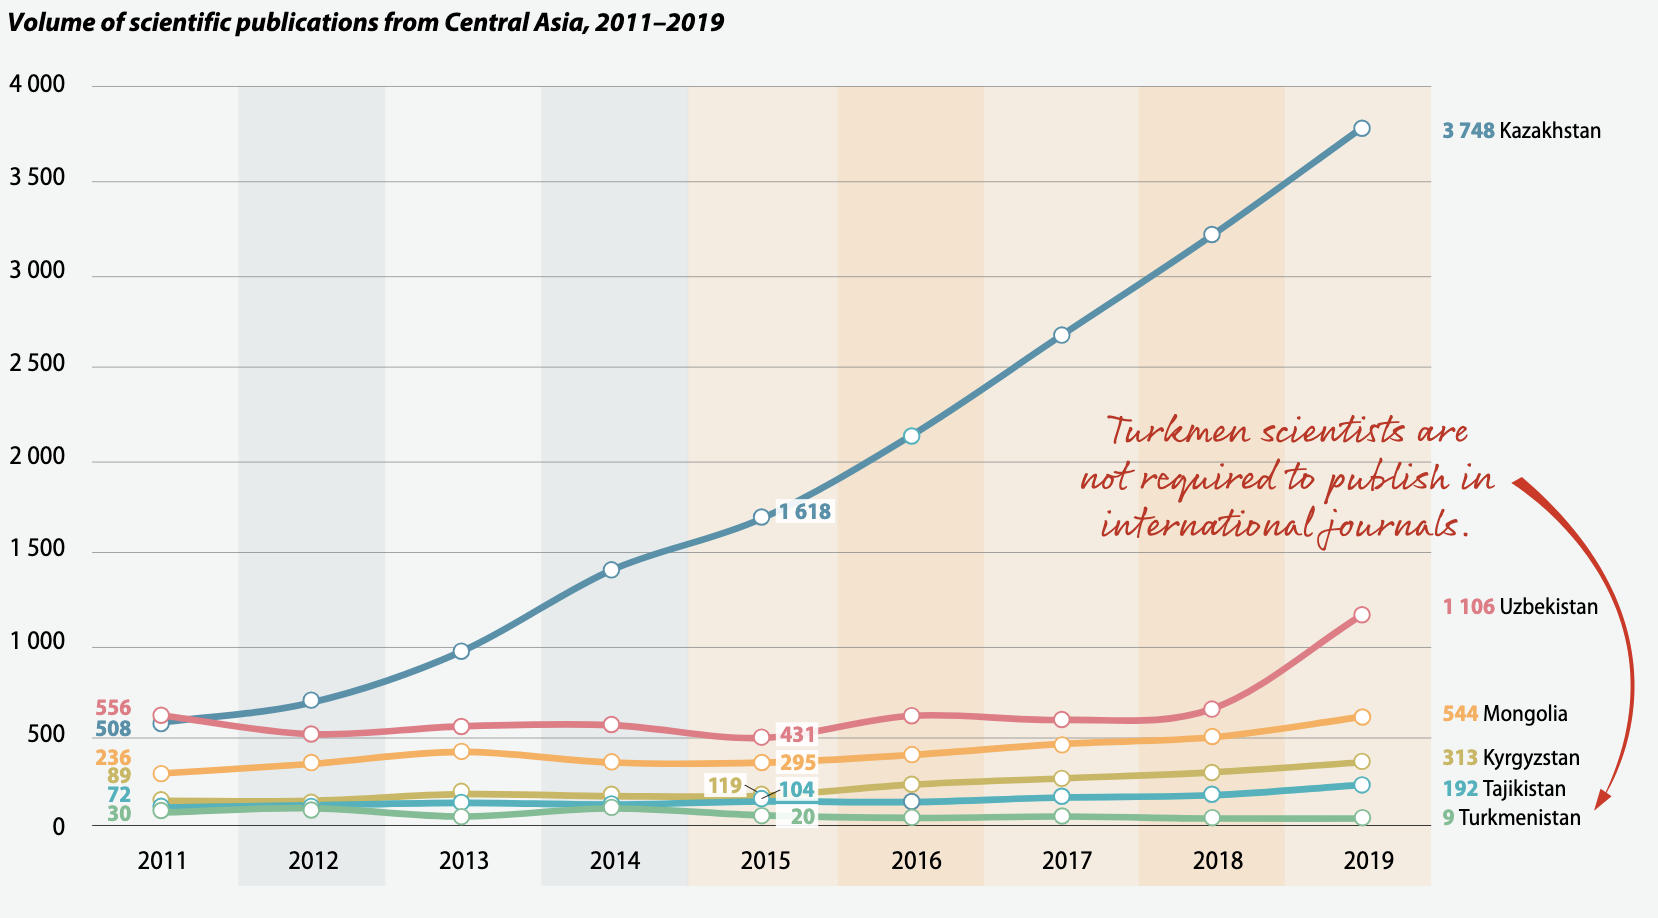 Volume of scientific publications from Central Asia, 2011–2019
4 000
3 500
3 000
2 500
2 000
1 500
1 000
500
0
556
508
236
89
72
30
1 618
431
295
119
104
20
Turkmen scientists are
not required to publish in
international journals.
3 748 Kazakhstan
1 106 Uzbekistan
544 Mongolia
313 Kyrgyzstan
192 Tajikistan
9 Turkmenistan
2011 2012 2013 2014 2015 2016 2017 2018 2019